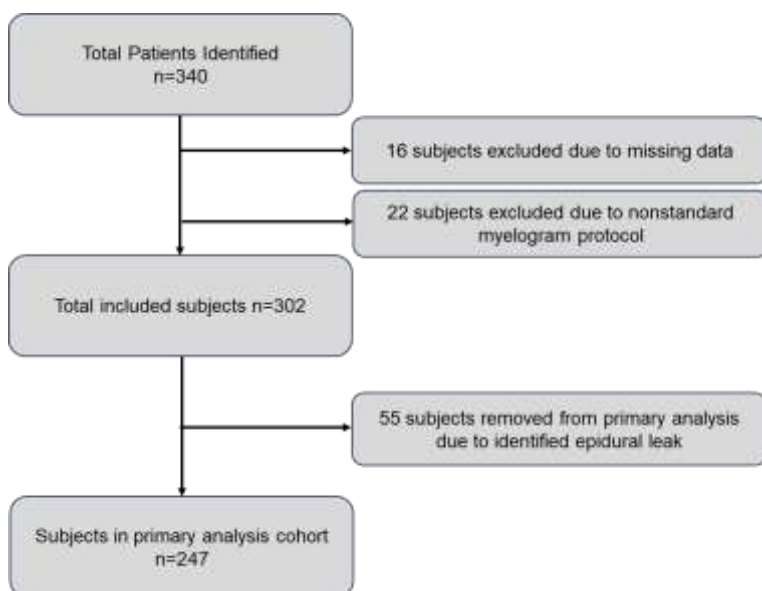 Total Patients Identified
n=340
16 subjects excluded due to missing data
22 subjects excluded due to nonstandard
myelogram protocol
Total included subjects n=302
55 subjects removed from primary analysis
due to identified epidural leak
Subjects in primary analysis cohort
n=247